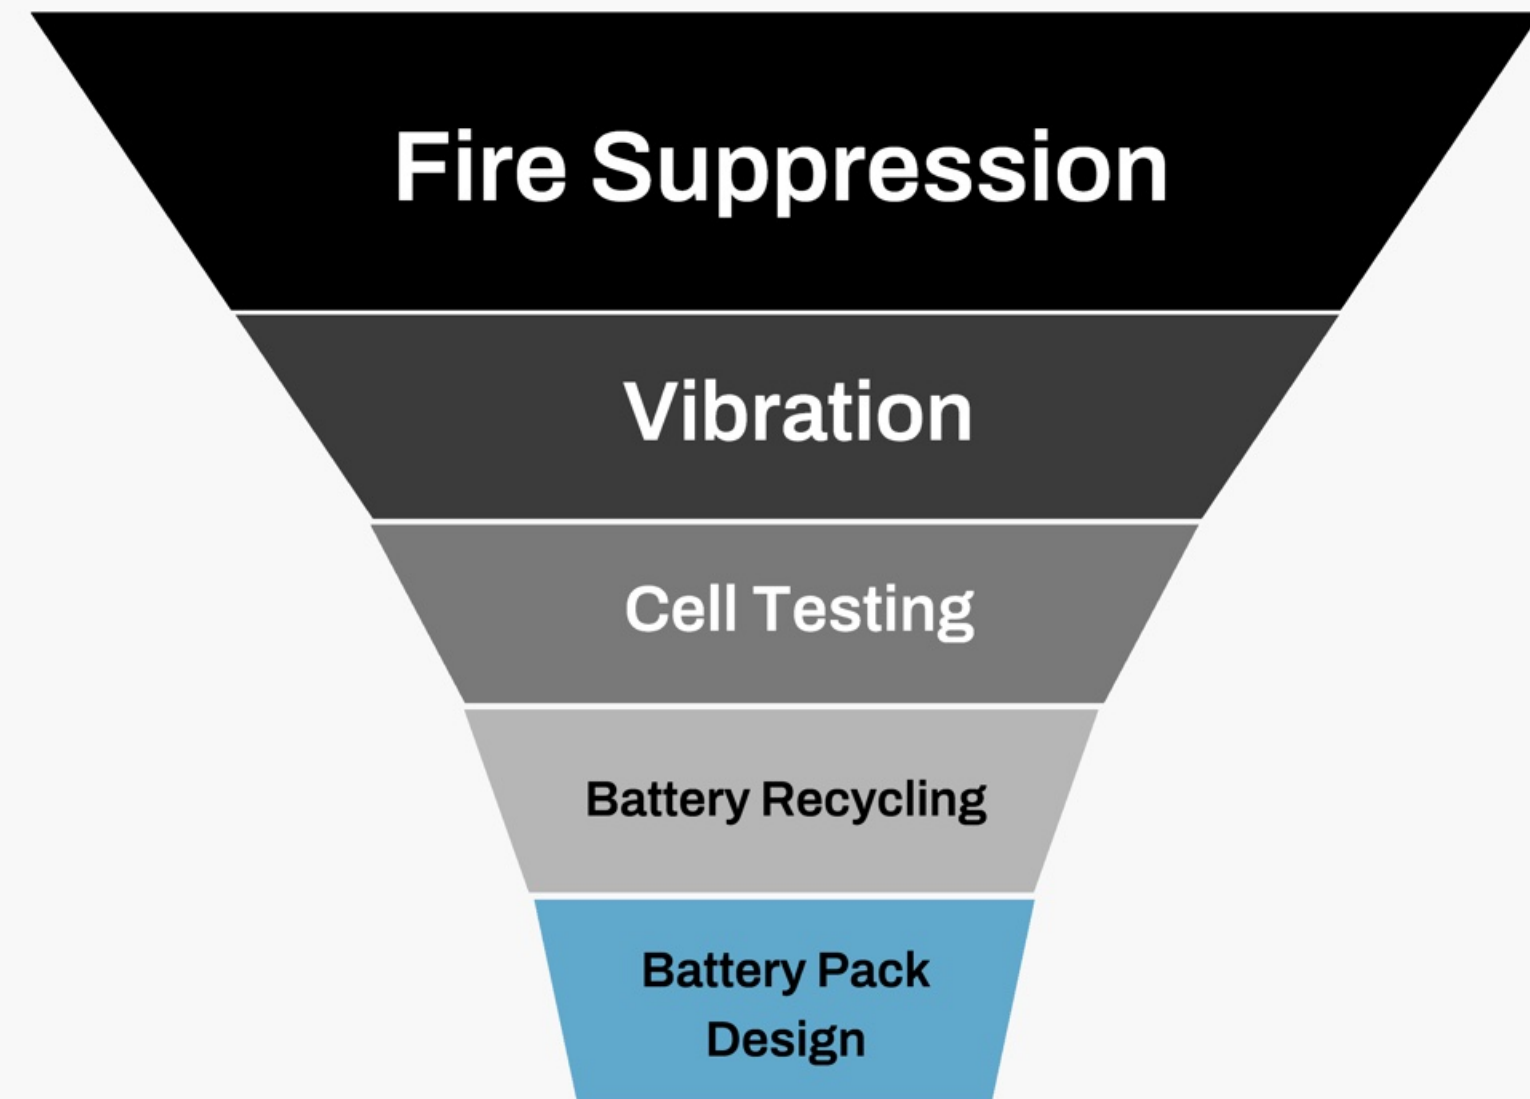 Fire Suppression
Vibration
Cell Testing
Battery Recycling
Battery Pack
Design